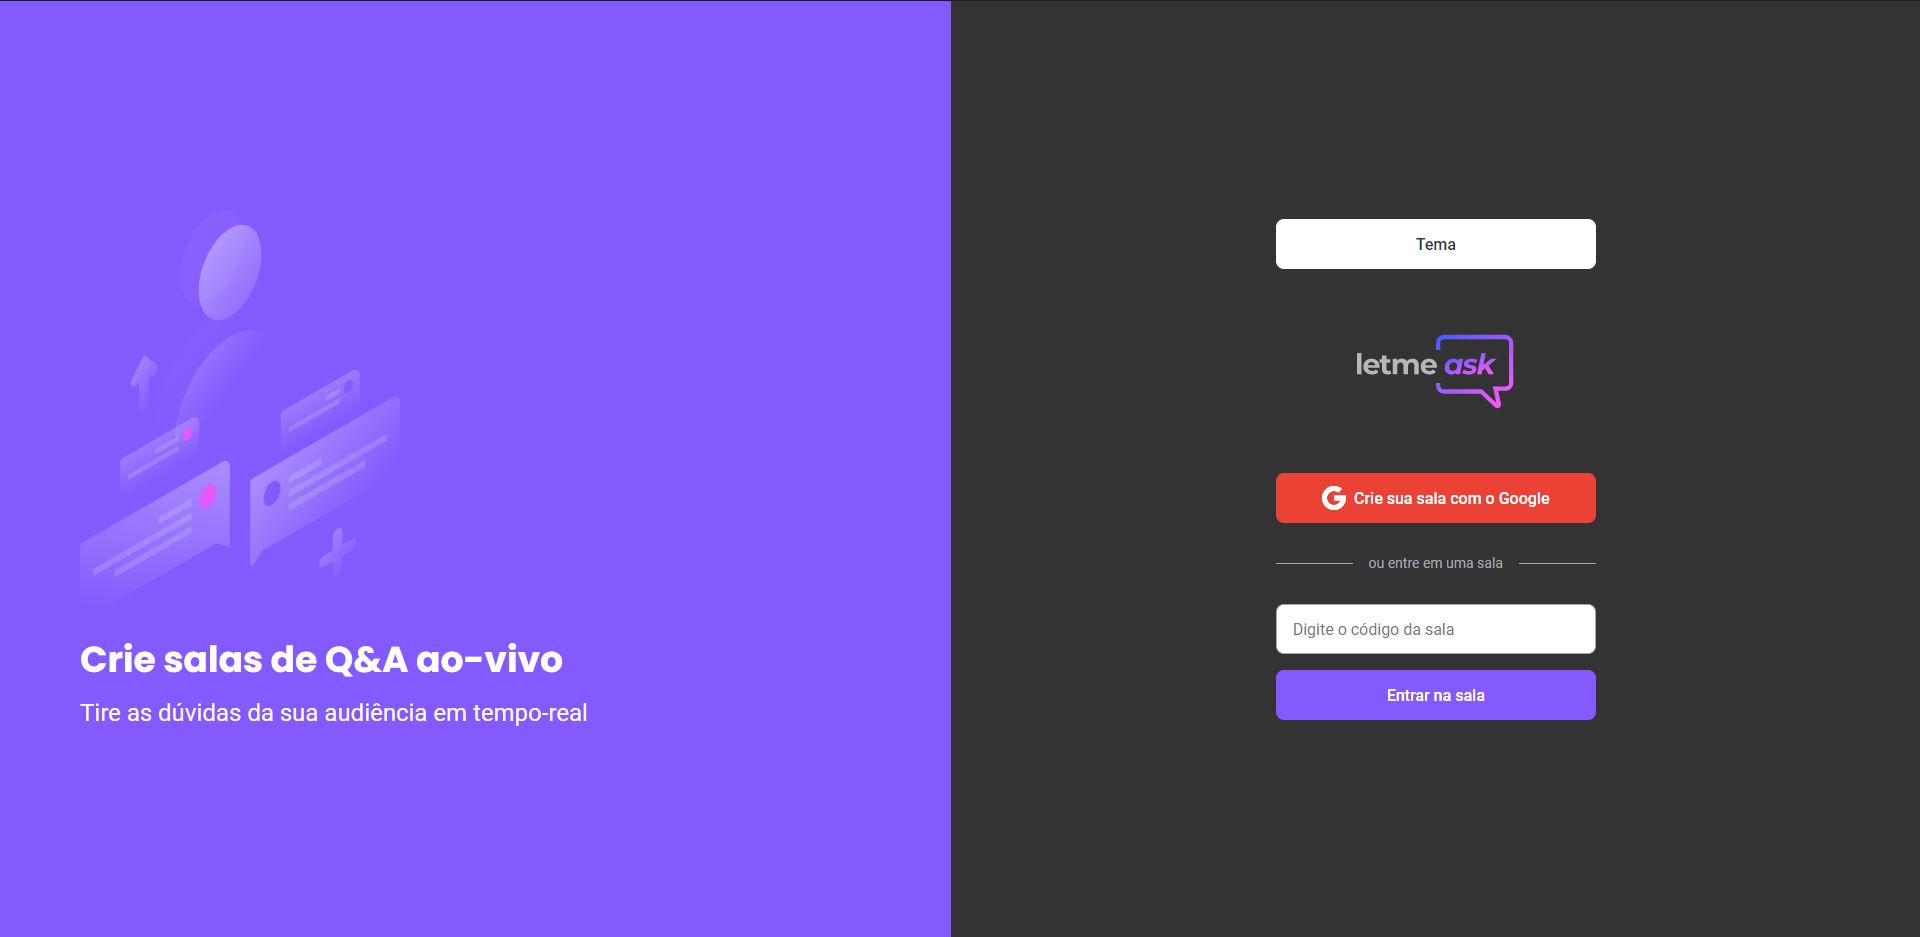 Crie salas de Q&A ao-vivo
Tire as dúvidas da sua audiência em tempo-real
Tema
letme ask
Crie sua sala com o Google
ou entre em uma sala
Digite o código da sala
Entrar na sala